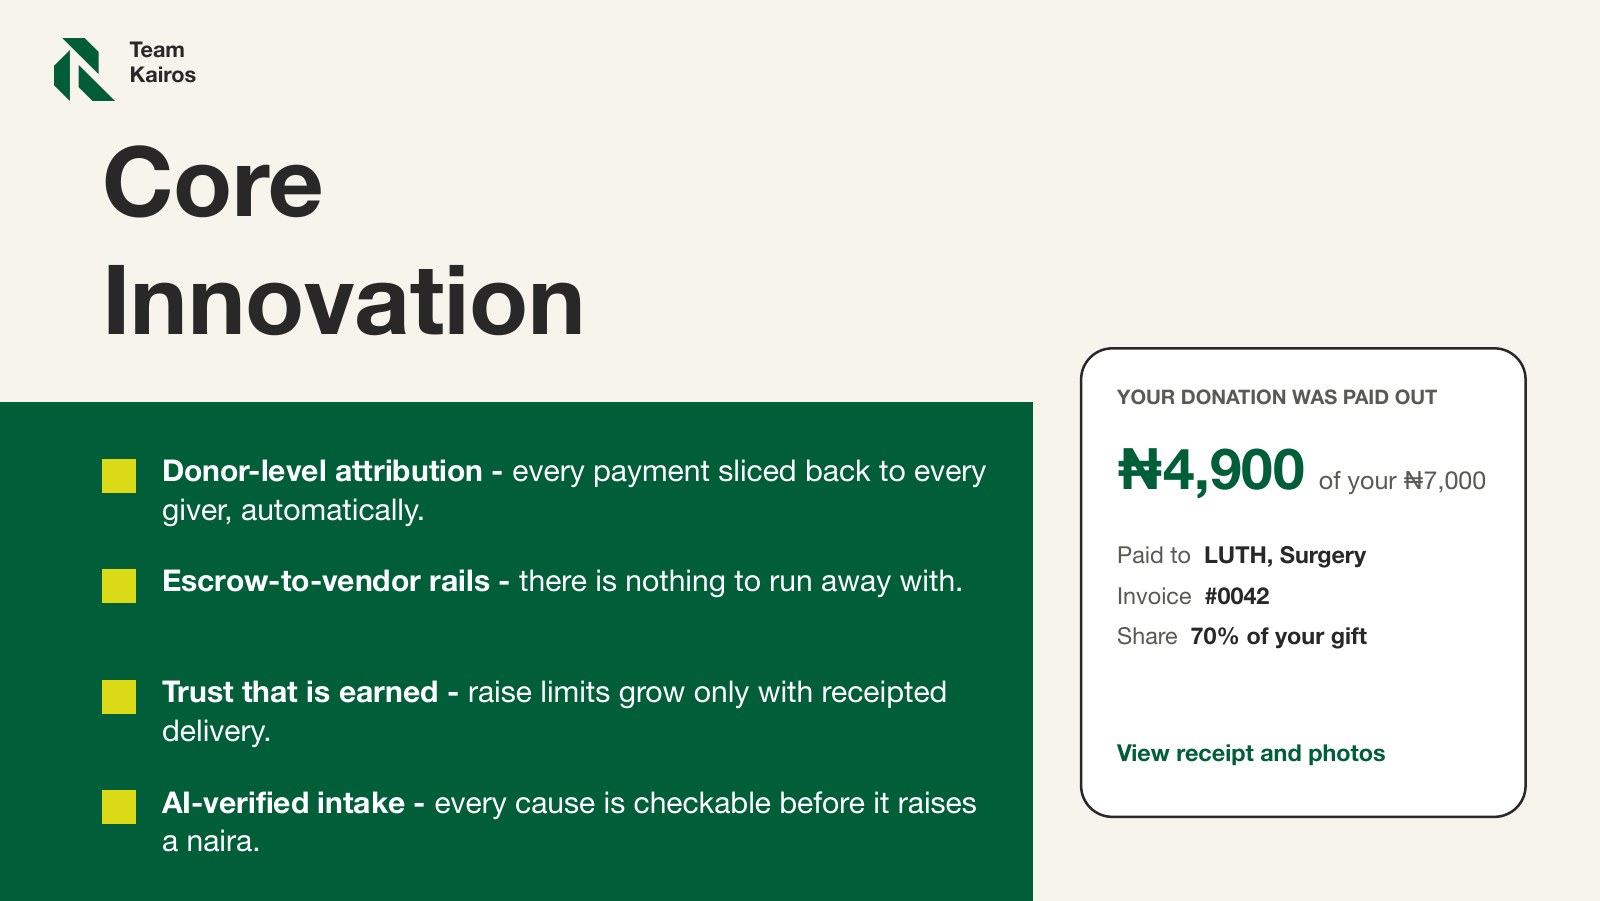 Team
Kairos
Core
Innovation
Donor-level attribution - every payment sliced back to every
giver, automatically.
Escrow-to-vendor rails - there is nothing to run away with.
Trust that is earned - raise limits grow only with receipted
delivery.
AI-verified intake - every cause is checkable before it raises
a naira.
YOUR DONATION WAS PAID OUT
₦4,900 of your ₦7,000
Paid to LUTH, Surgery
Invoice #0042
Share 70% of your gift
View receipt and photos